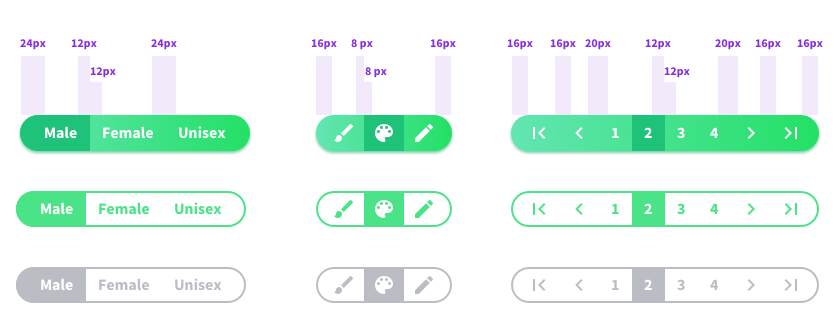 24px 12px 24px 16px 8 px 16px 16px 16px 20px 12px 20px 16px 16px
12px 8 px 12px
Male Female Unisex 1 2 3 4
Male Female Unisex 1 2 3 4
Male Female Unisex 1 2 3 4